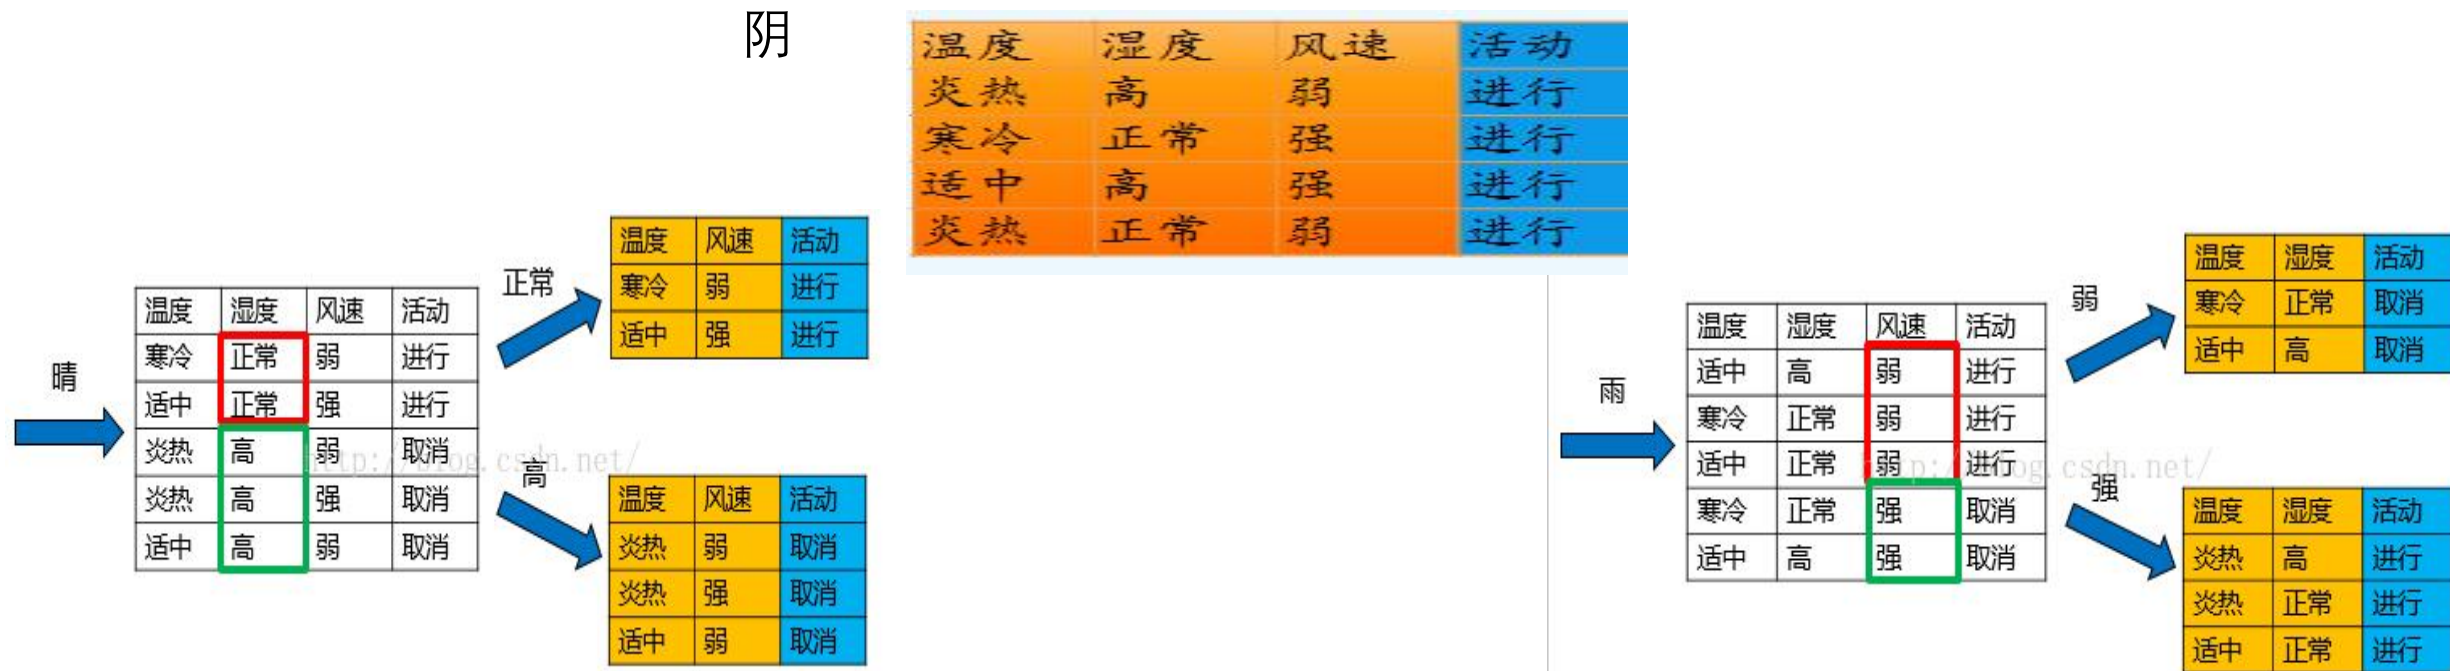 阴
温度 湿度 风速 活动
炎热 高 弱 进行
寒冷 正常 强 进行
适中 高 强 进行
炎热 正常 弱 进行
晴
温度 湿度 风速 活动
寒冷 正常 弱 进行
适中 正常 强 进行
炎热 高 弱 取消
炎热 高 强 取消
适中 高 弱 取消
http://blog.csdn.net/
正常
温度 风速 活动
寒冷 弱 进行
适中 强 进行
高
温度 风速 活动
炎热 弱 取消
炎热 强 取消
适中 弱 取消
雨
温度 湿度 风速 活动
适中 高 弱 进行
寒冷 正常 弱 进行
适中 正常 弱 进行
寒冷 正常 强 取消
适中 高 强 取消
http://blog.csdn.net/
弱
温度 湿度 活动
寒冷 正常 取消
适中 高 取消
强
温度 湿度 活动
炎热 高 进行
炎热 正常 进行
适中 正常 进行